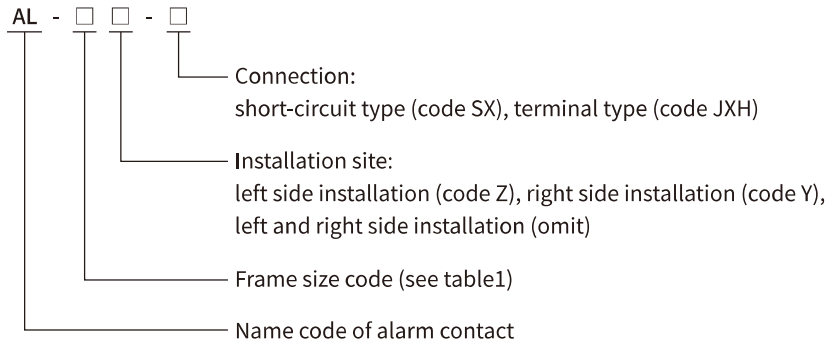 AL - □ □ - □
Connection:
short-circuit type (code SX), terminal type (code JXH)
Installation site:
left side installation (code Z), right side installation (code Y),
left and right side installation (omit)
Frame size code (see table1)
Name code of alarm contact